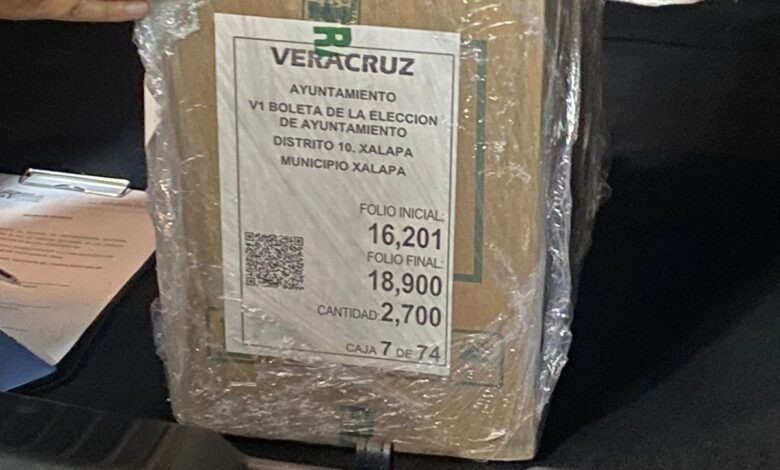 VERACRUZ
AYUNTAMIENTO
V1 BOLETA DE LA ELECCION
DE AYUNTAMIENTO
DISTRITO 10. XALAPA
MUNICIPIO XALAPA
FOLIO INICIAL:
16,201
FOLIO FINAL:
18,900
CANTIDAD: 2,700
CAJA 7 DE 74